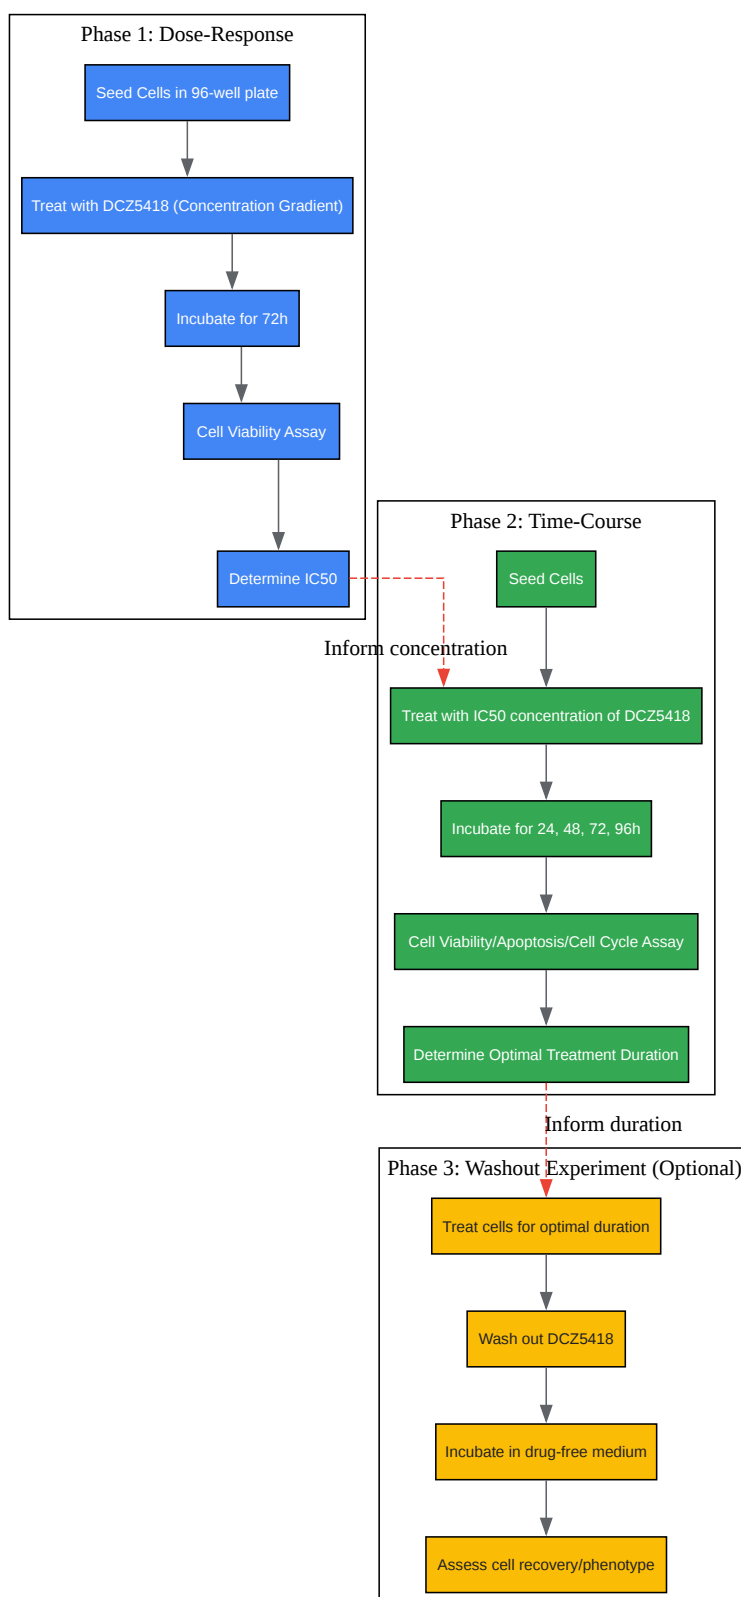 Phase 1: Dose-Response
Seed Cells in 96-well plate
Treat with DCZ5418 (Concentration Gradient)
Incubate for 72h
Cell Viability Assay
Determine IC50
Inform concentration
Phase 2: Time-Course
Seed Cells
Treat with IC50 concentration of DCZ5418
Incubate for 24, 48, 72, 96h
Cell Viability/Apoptosis/Cell Cycle Assay
Determine Optimal Treatment Duration
Inform duration
Phase 3: Washout Experiment (Optional)
Treat cells for optimal duration
Wash out DCZ5418
Incubate in drug-free medium
Assess cell recovery/phenotype